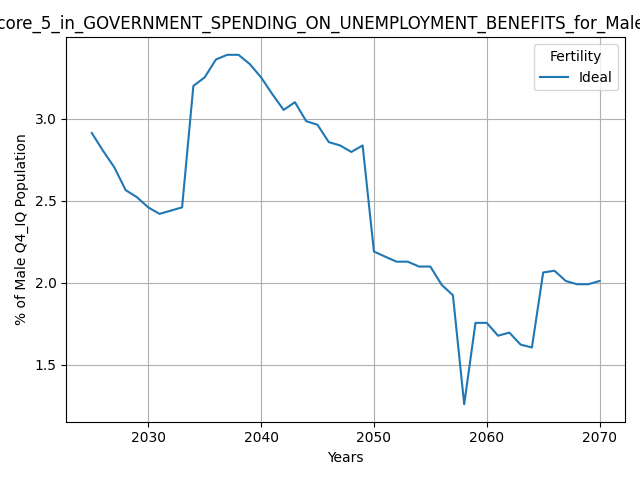 core_5_in_GOVERNMENT_SPENDING_ON_UNEMPLOYMENT_BENEFITS_for_Male
Fertility
Ideal
3.0
2.5
2.0
1.5
% of Male Q4_IQ Population
2030 2040 2050 2060 2070
Years